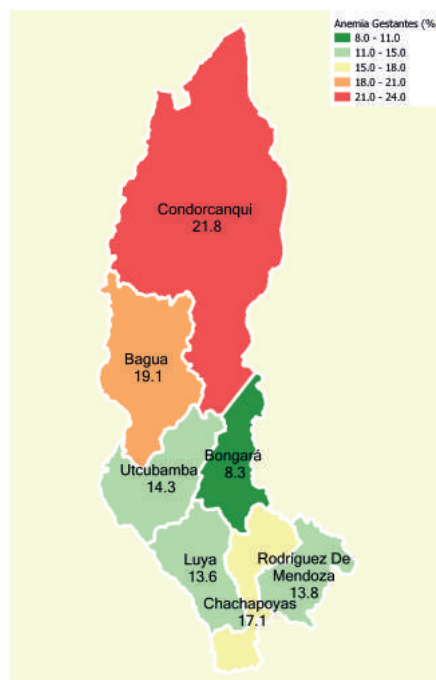 Anemia Gestantes (%
8.0 - 11.0
11.0 - 15.0
15.0 - 18.0
18.0 - 21.0
21.0 - 24.0
Condorcanqui
21.8
Bagua
19.1
Utcubamba
14.3
Bongará
8.3
Luya
13.6
Rodríguez De
Mendoza
13.8
Chachapoyas
17.1